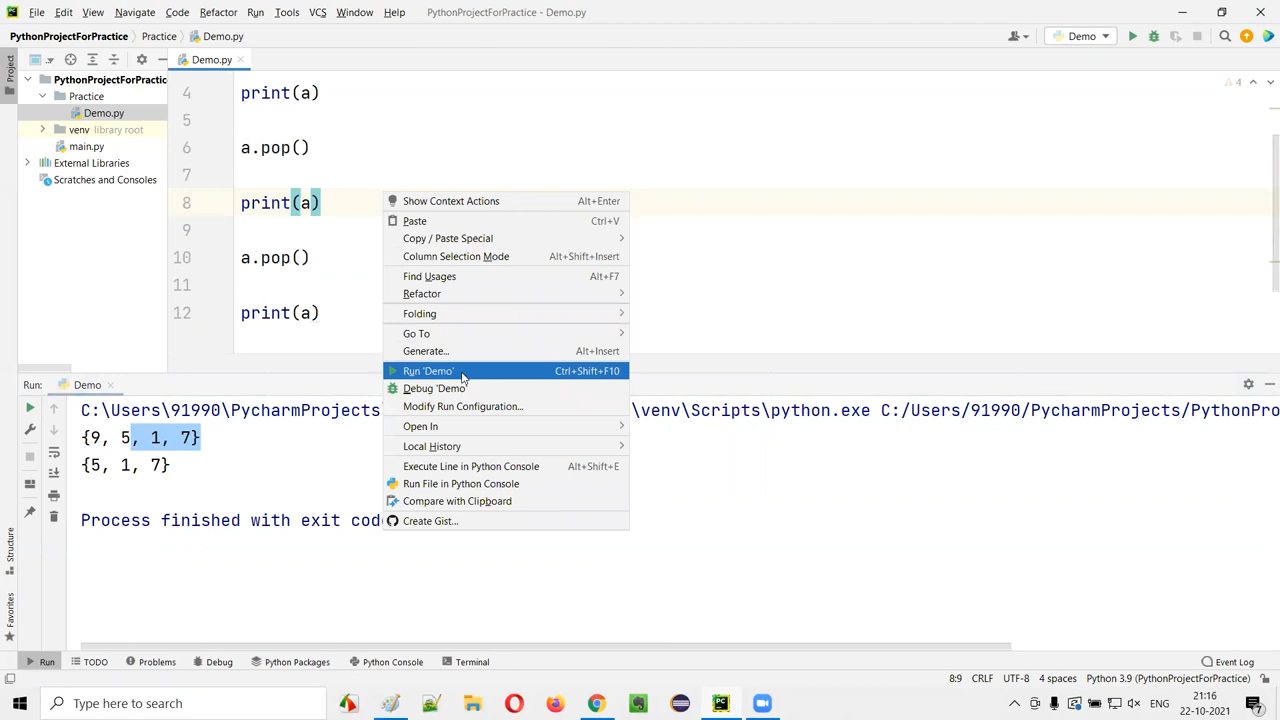 File Edit View Navigate Code Refactor Run Tools VCS Window Help PythonProjectForPractice - Demo.py
PythonProjectForPractice Practice Demo.py Demo
Project
Demo.py
PythonProjectForPractic
Practice
Demo.py
venv library root
main.py
External Libraries
Scratches and Consoles
4
4 print(a)
5
6 a.pop()
7
8 print(a)
9
10 a.pop()
11
12 print(a)
Show Context Actions Alt+Enter
Paste Ctrl+V
Copy / Paste Special
Column Selection Mode Alt+Shift+Insert
Find Usages Alt+F7
Refactor
Folding
Go To
Generate... Alt+Insert
Run 'Demo' Ctrl+Shift+F10
Debug 'Demo'
Modify Run Configuration...
Open In
Local History
Execute Line in Python Console Alt+Shift+E
Run File in Python Console
Compare with Clipboard
Create Gist...
Run: Demo
C:\Users\91990\PycharmProjects \venv\Scripts\python.exe C:/Users/91990/PycharmProjects/PythonPro
{9, 5, 1, 7}
{5, 1, 7}
Process finished with exit cod
Structure
Favorites
Run TODO Problems Debug Python Packages Python Console Terminal Event Log
8:9 CRLF UTF-8 4 spaces Python 3.9 (PythonProjectForPractice)
Type here to search
ENG
21:16
22-10-2021
7